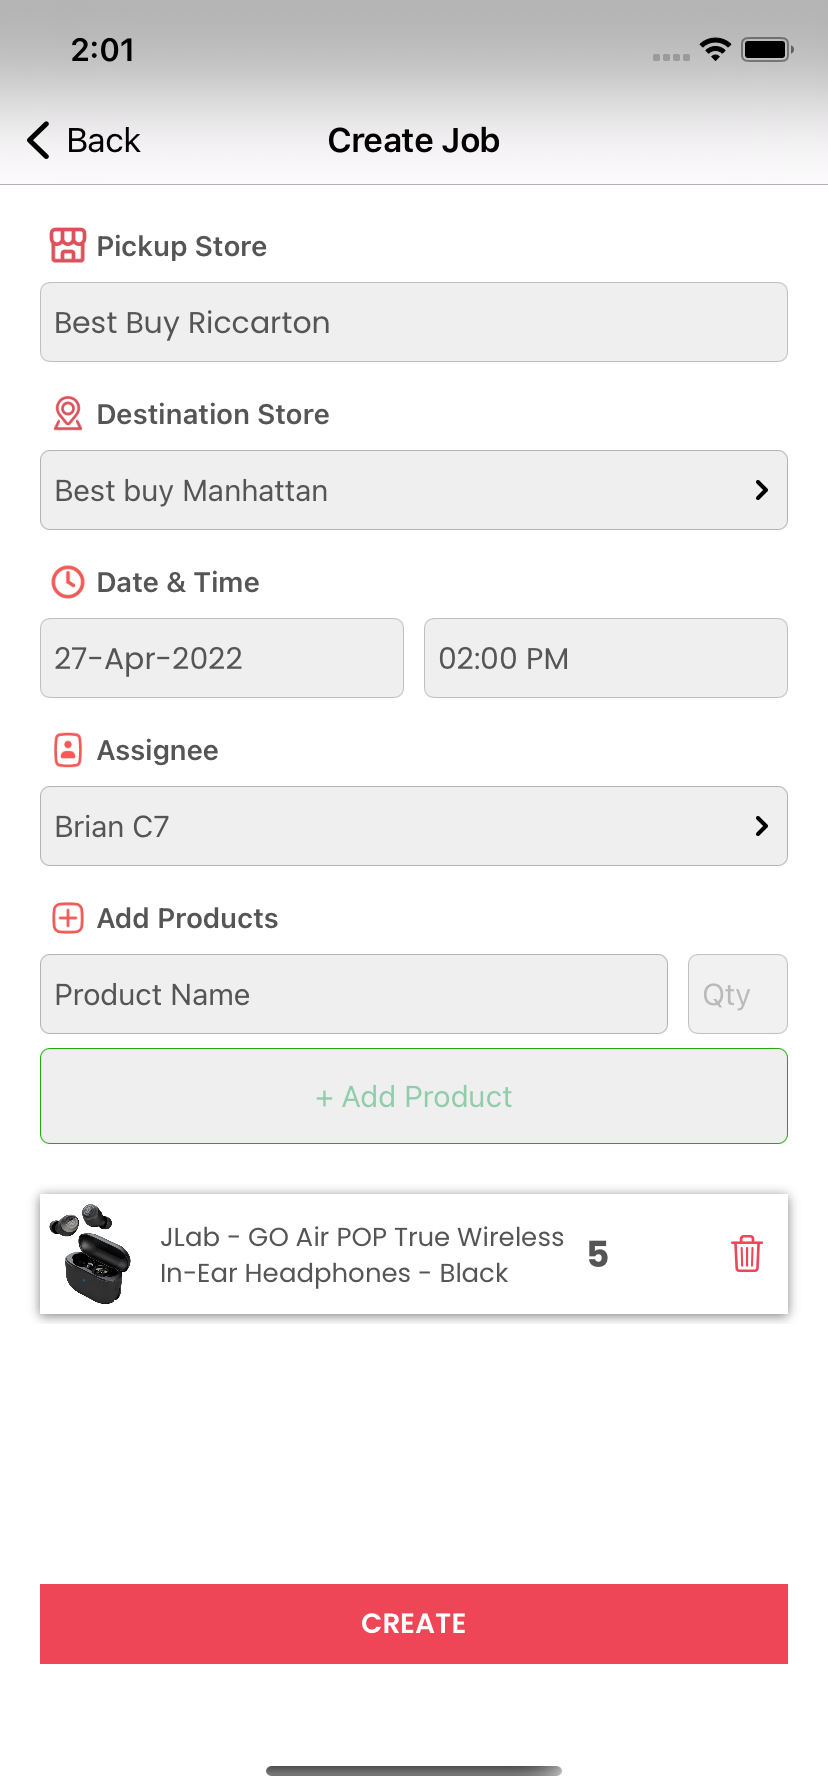 2:01
Back
Create Job
Pickup Store
Best Buy Riccarton
Destination Store
Best buy Manhattan
Date & Time
27-Apr-2022
02:00 PM
Assignee
Brian C7
Add Products
Product Name
Qty
+ Add Product
JLab - GO Air POP True Wireless
In-Ear Headphones - Black
5
CREATE